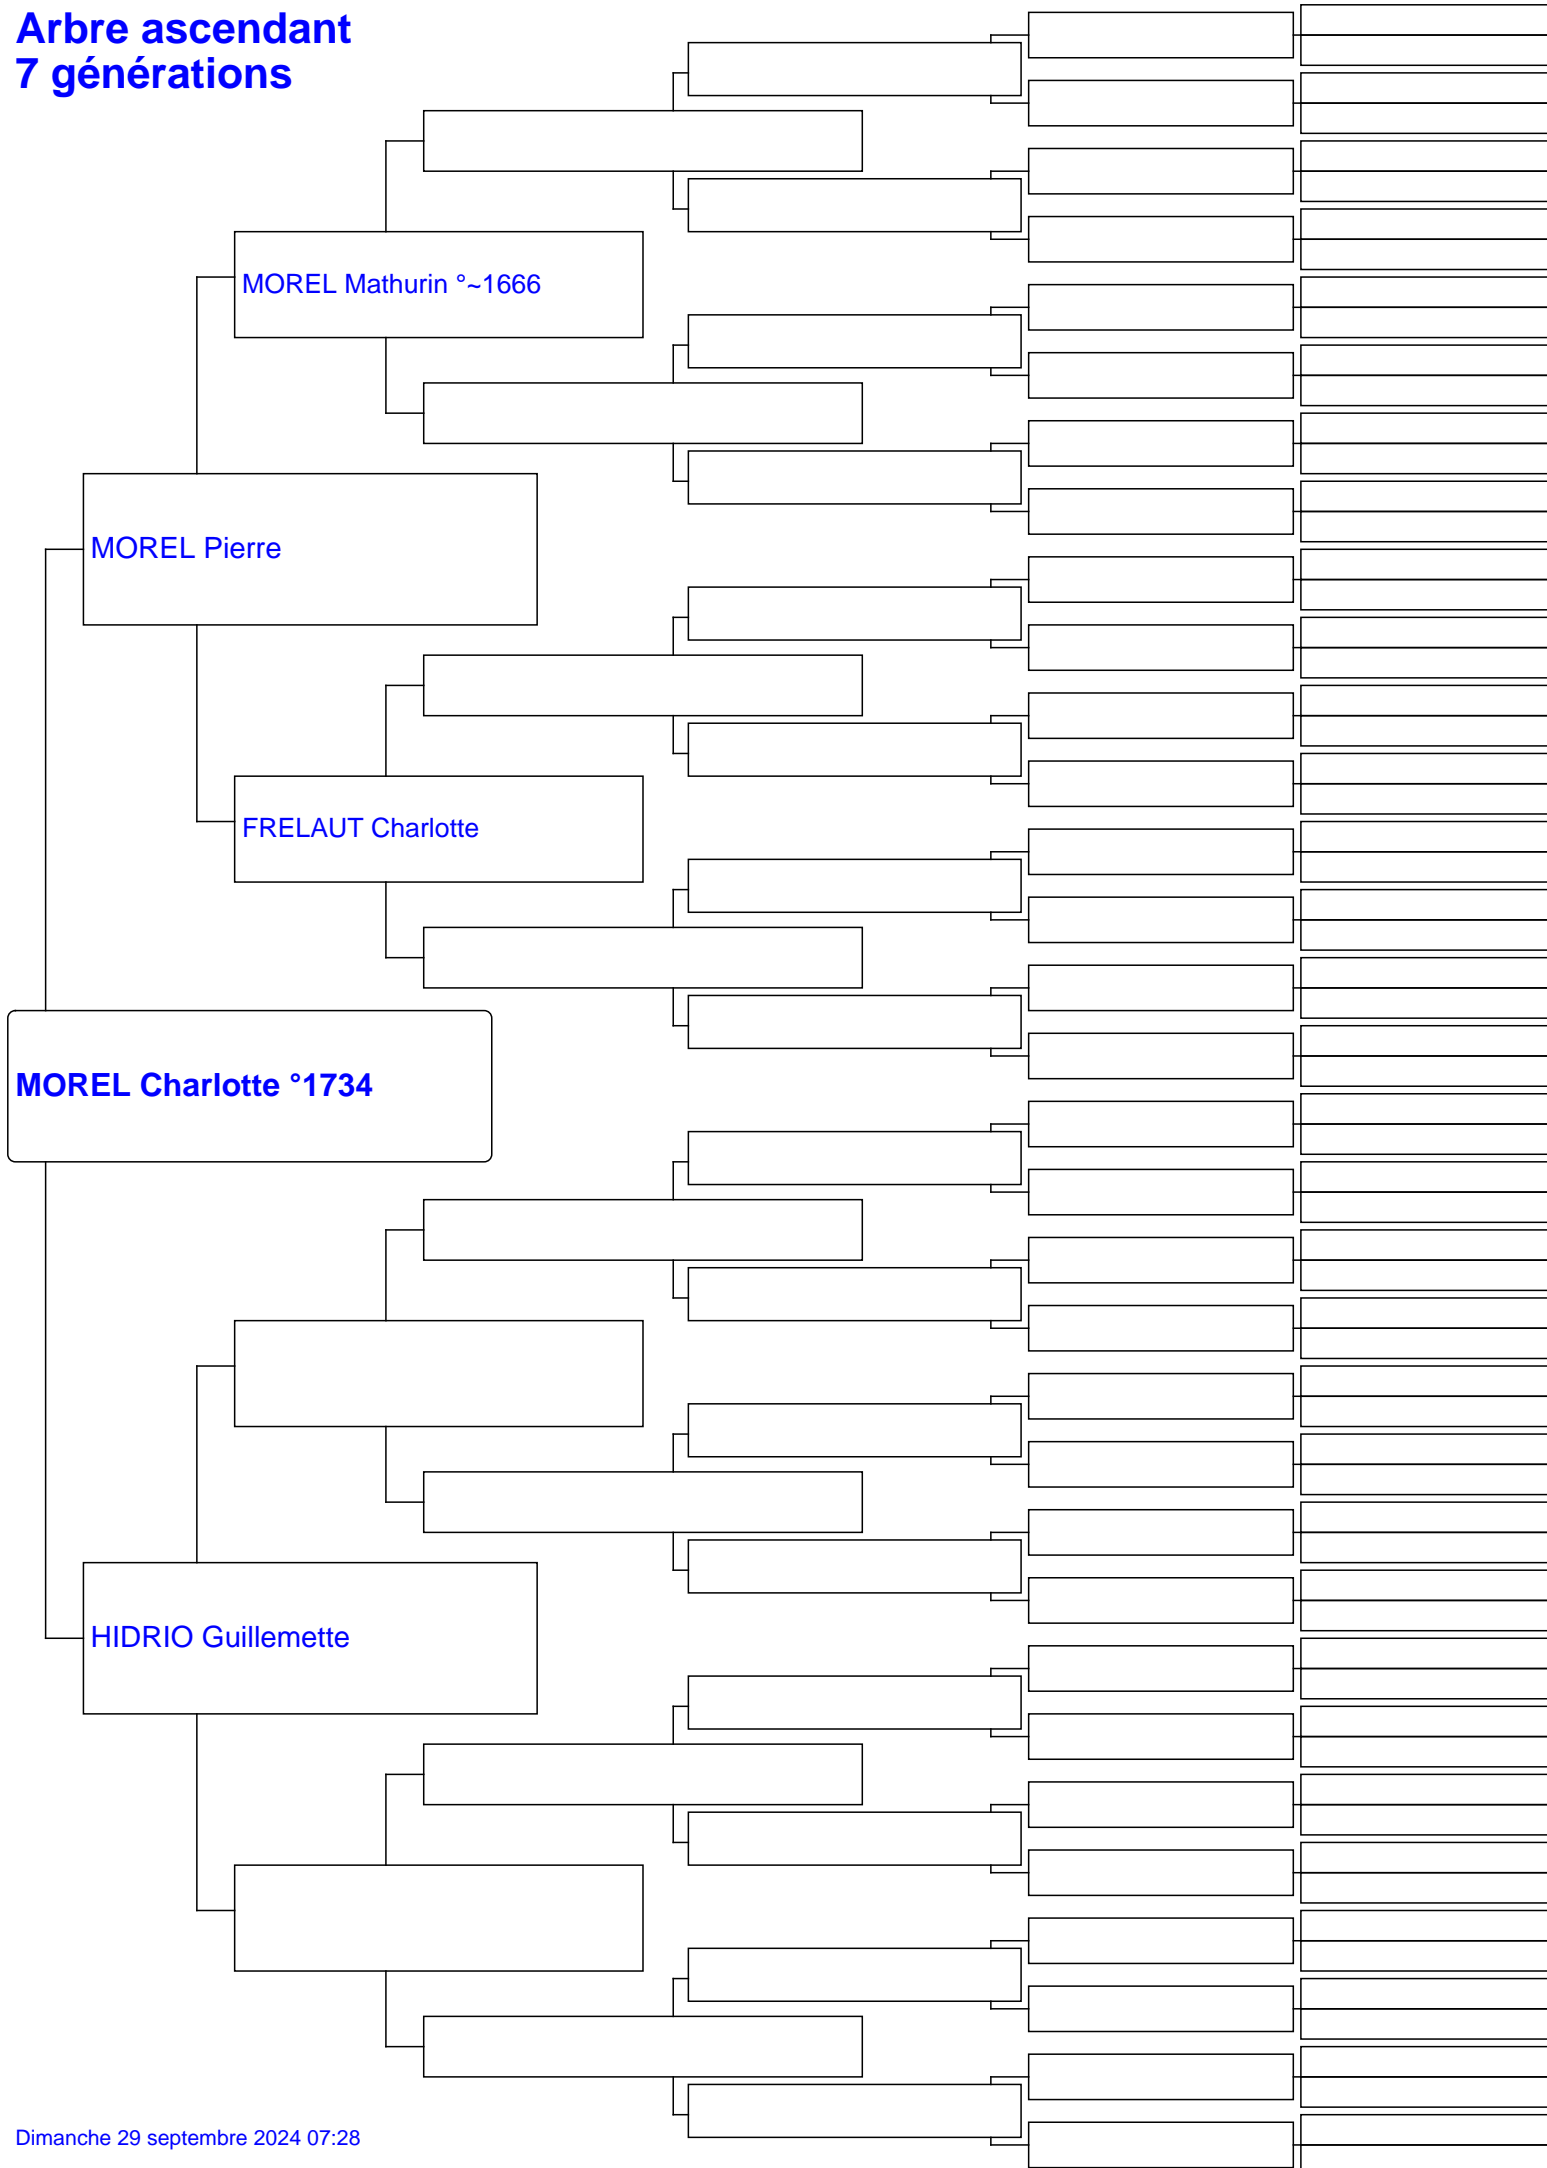 Arbre ascendant
7 générations
MOREL Mathurin °~1666
MOREL Pierre
FRELAUT Charlotte
MOREL Charlotte °1734
HIDRIO Guillemette
Dimanche 29 septembre 2024 07:28